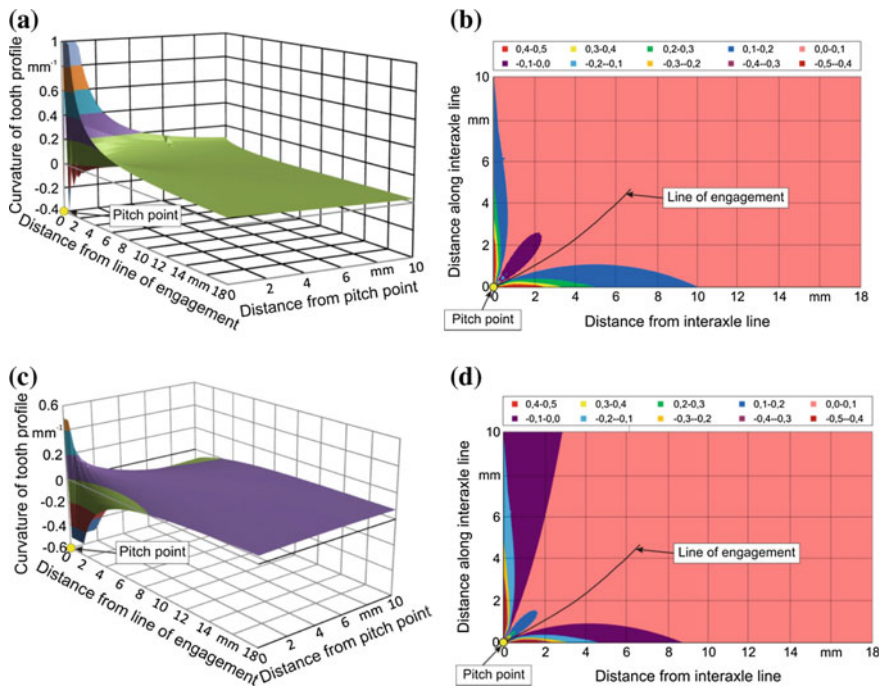 (a)
Curvature of tooth profile
1
mm-1
0.6
0.4
0.2
0
-0.2
-0.4
Pitch point
0 2 4 6 8 10 12 14 mm 18
Distance from line of engagement
0 2 4 6 mm 10
Distance from pitch point
(b)
0,4-0,5 0,3-0,4 0,2-0,3 0,1-0,2 0,0-0,1
-0,1-0,0 -0,2--0,1 -0,3--0,2 -0,4--0,3 -0,5--0,4
Distance along interaxle line
10
mm
6
4
2
0
Line of engagement
0 2 4 6 8 10 12 14 mm 18
Pitch point
Distance from interaxle line
(c)
Curvature of tooth profile
0.6
mm-1
0.2
0
-0.2
-0.4
-0.6
Pitch point
0 2 4 6 8 10 12 14 mm 18
Distance from line of engagement
0 2 4 6 mm 10
Distance from pitch point
(d)
0,4-0,5 0,3-0,4 0,2-0,3 0,1-0,2 0,0-0,1
-0,1-0,0 -0,2--0,1 -0,3--0,2 -0,4--0,3 -0,5--0,4
Distance along interaxle line
10
mm
6
4
2
0
Line of engagement
0 2 4 6 8 10 12 14 mm 18
Pitch point
Distance from interaxle line